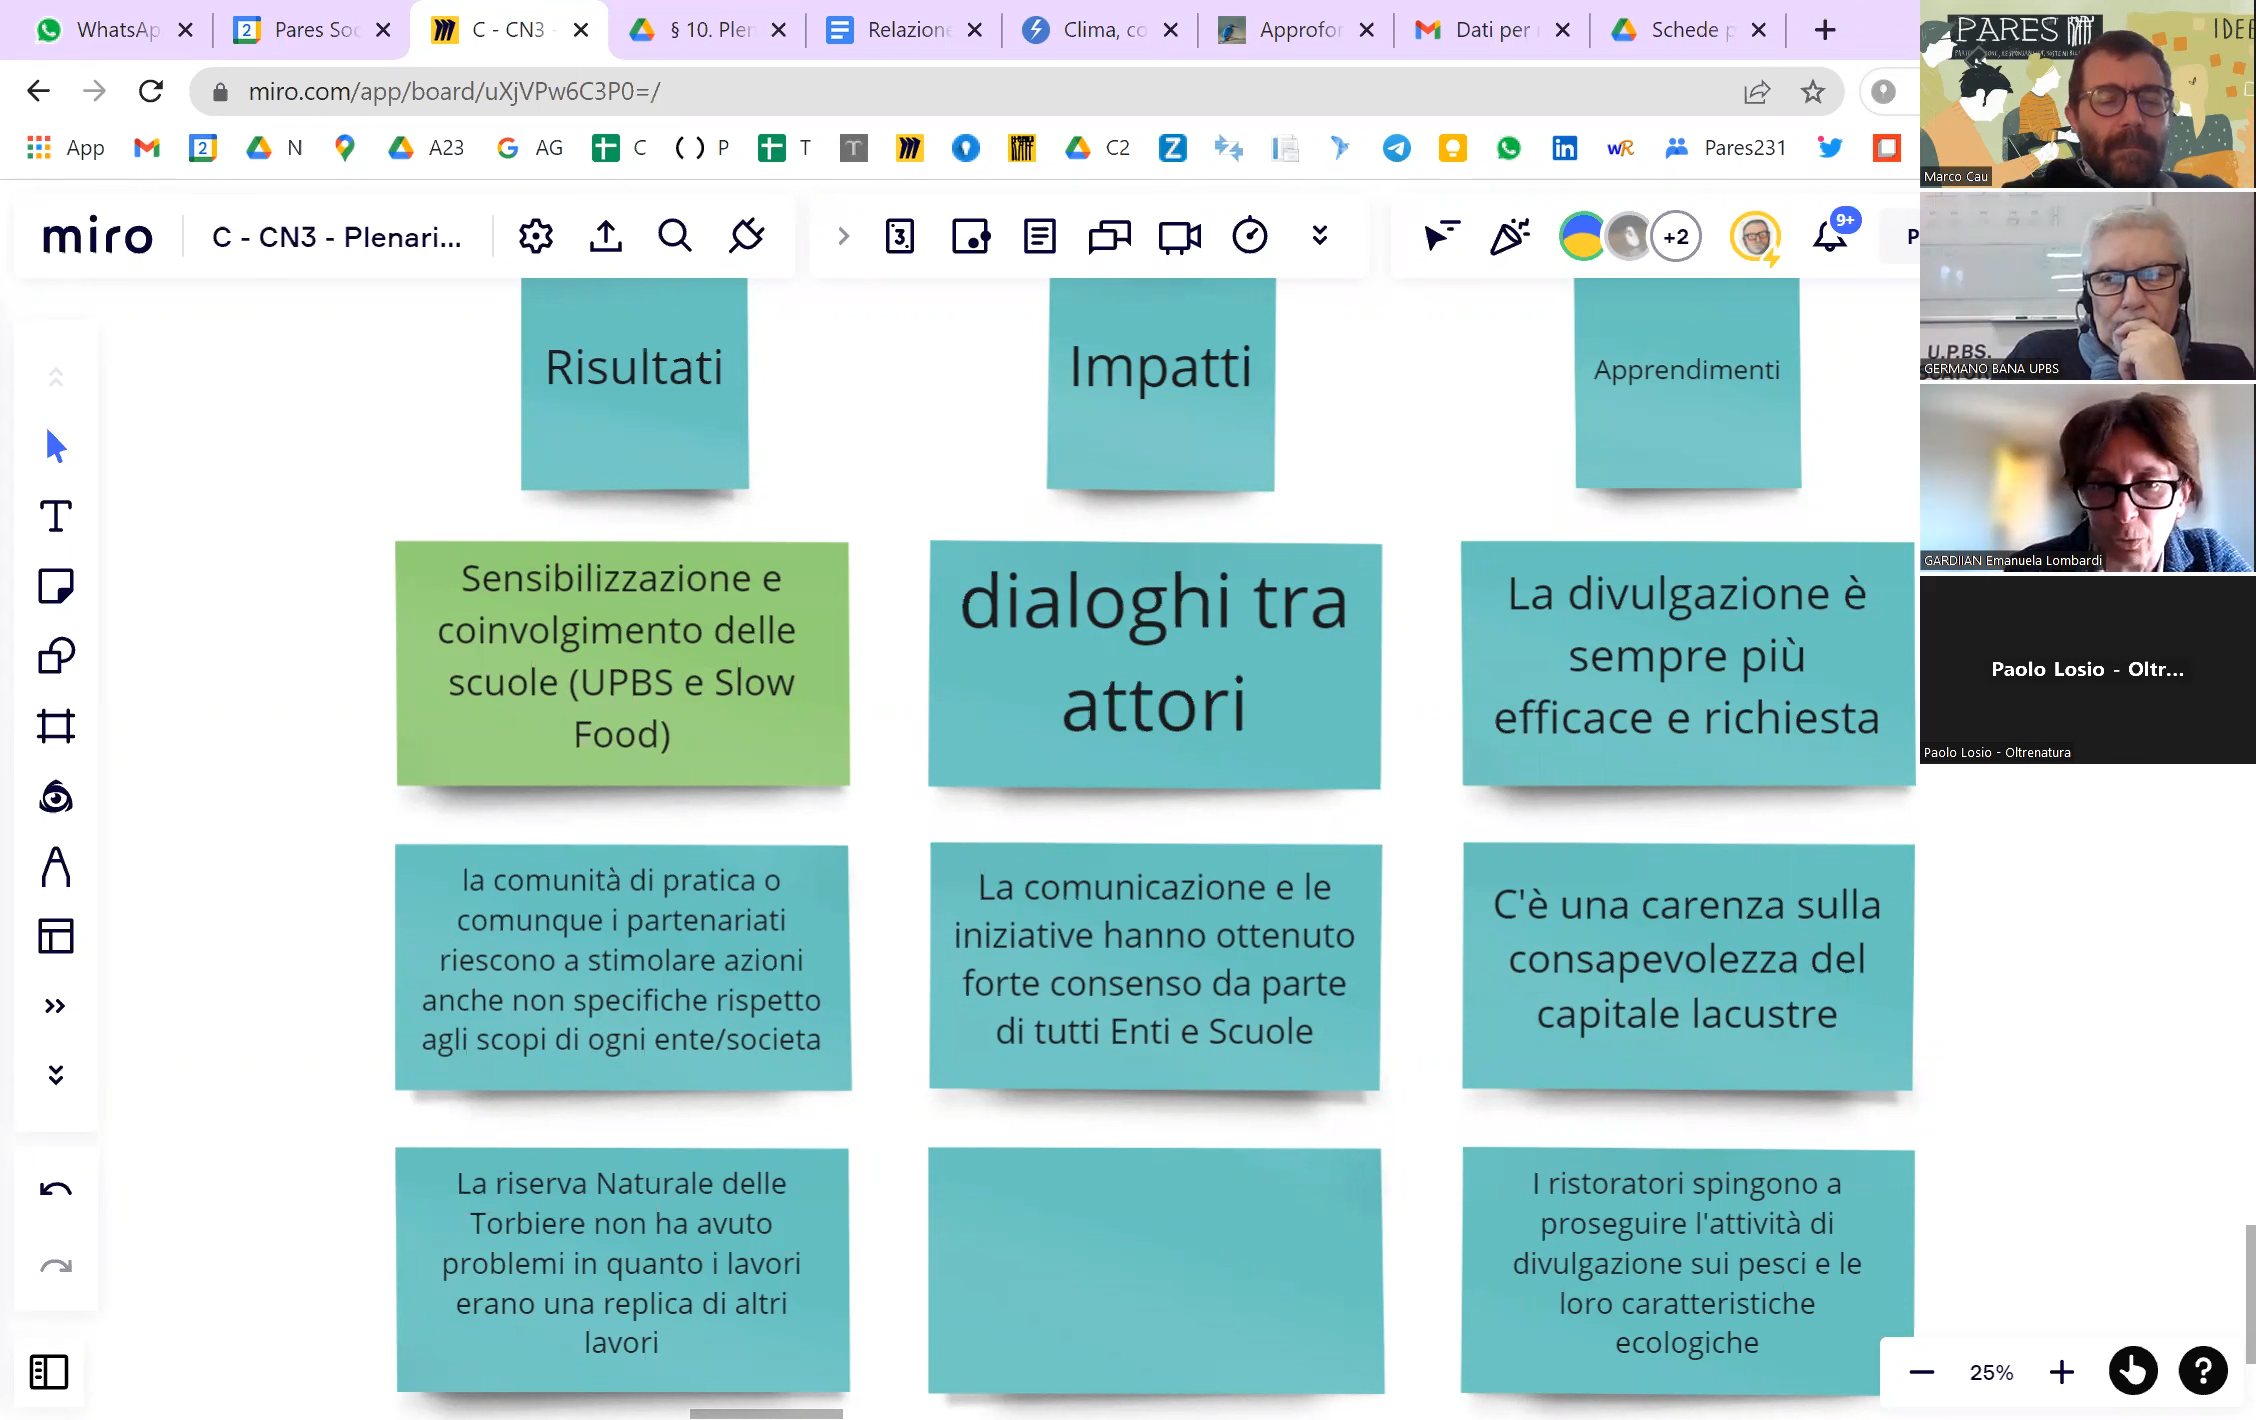 WhatsAp
Pares Soc
C - CN3 -
§ 10. Plen
Relazione
Clima, co
Approfor
Dati per
Schede p
miro.com/app/board/uXjVPw6C3P0=/
App
N
A23
AG
C
( ) P
T
C2
Pares231
miro
C - CN3 - Plenari...
+2
9+
P
Risultati
Impatti
Apprendimenti
Sensibilizzazione e
coinvolgimento delle
scuole (UPBS e Slow
Food)
dialoghi tra
attori
La divulgazione è
sempre più
efficace e richiesta
la comunità di pratica o
comunque i partenariati
riescono a stimolare azioni
anche non specifiche rispetto
agli scopi di ogni ente/societa
La comunicazione e le
iniziative hanno ottenuto
forte consenso da parte
di tutti Enti e Scuole
C'è una carenza sulla
consapevolezza del
capitale lacustre
La riserva Naturale delle
Torbiere non ha avuto
problemi in quanto i lavori
erano una replica di altri
lavori
I ristoratori spingono a
proseguire l'attività di
divulgazione sui pesci e le
loro caratteristiche
ecologiche
25%
PARES
IDEE
Marco Cau
U.P.BS.
GERMANO BANA UPBS
GARDIIAN Emanuela Lombardi
Paolo Losio - Oltr...
Paolo Losio - Oltrenatura